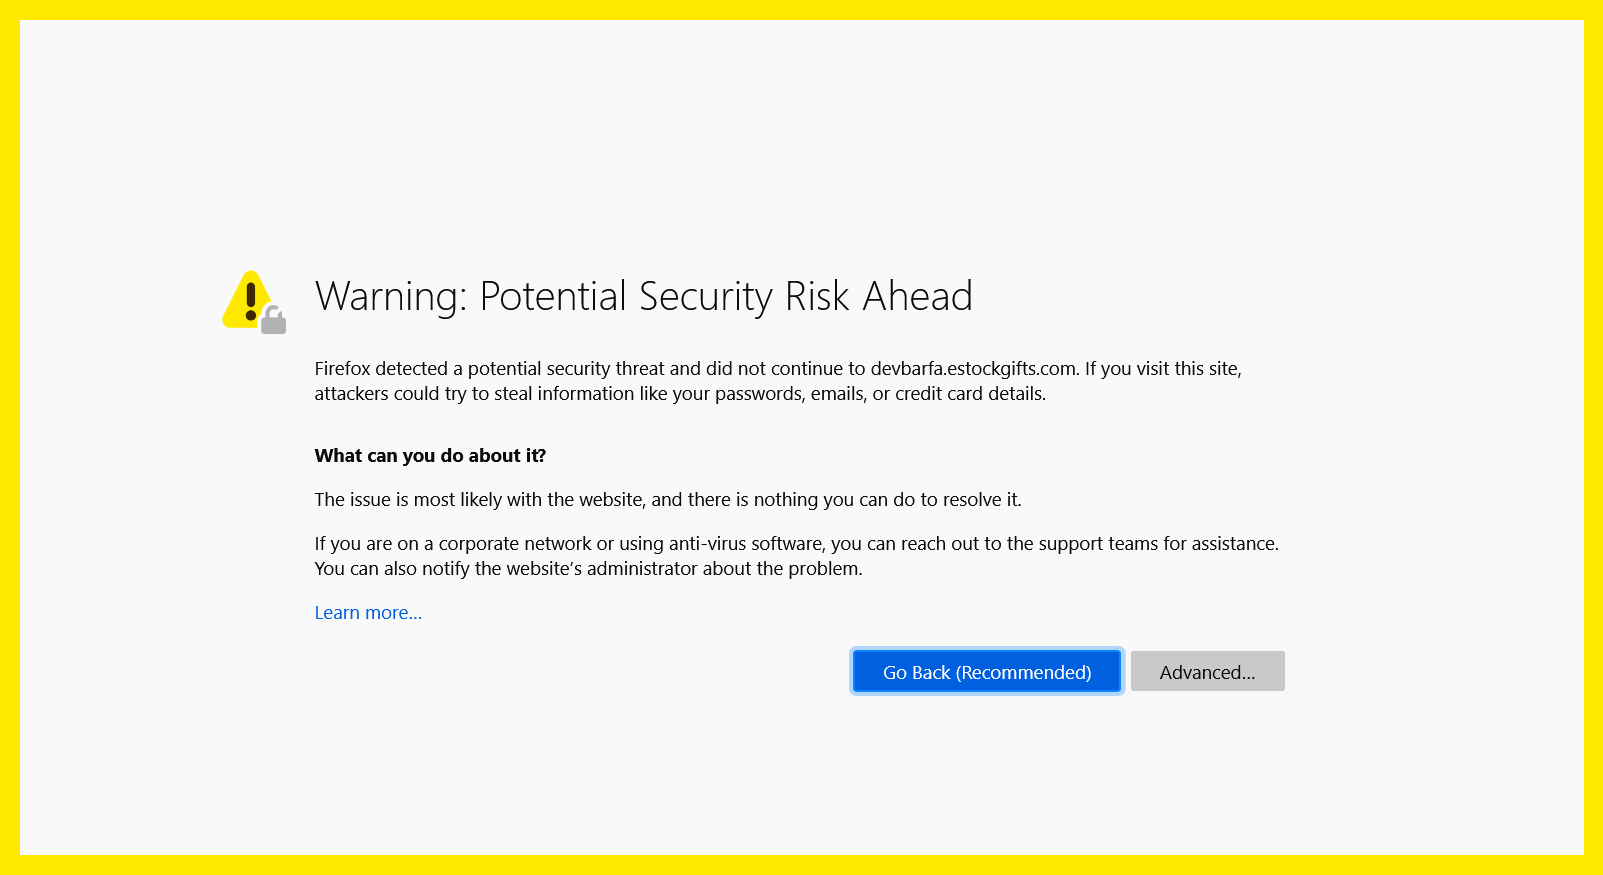 Warning: Potential Security Risk Ahead
Firefox detected a potential security threat and did not continue to devbarfa.estockgifts.com. If you visit this site,
attackers could try to steal information like your passwords, emails, or credit card details.
What can you do about it?
The issue is most likely with the website, and there is nothing you can do to resolve it.
If you are on a corporate network or using anti-virus software, you can reach out to the support teams for assistance.
You can also notify the website’s administrator about the problem.
Learn more…
Go Back (Recommended)
Advanced…